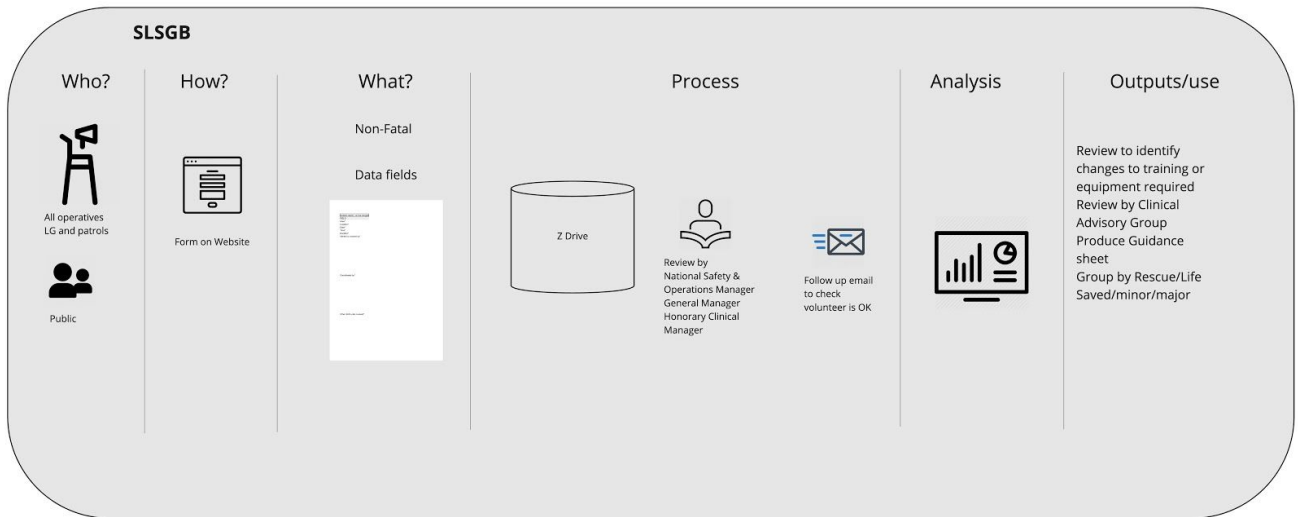 SLSGB
Who?
How?
What?
Process
Analysis
Outputs/use
All operatives
LG and patrols
Public
Form on Website
Non-Fatal
Data fields
Z Drive
Review by
National Safety &
Operations Manager
General Manager
Honorary Clinical
Manager
Follow up email
to check
volunteer is OK
Review to identify
changes to training or
equipment required
Review by Clinical
Advisory Group
Produce Guidance
sheet
Group by Rescue/Life
Saved/minor/major